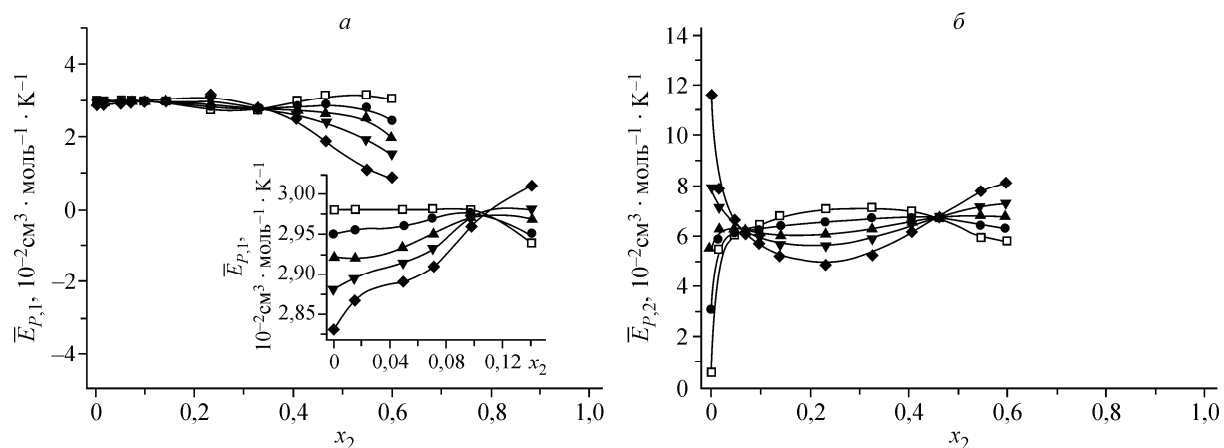 а
б
4
2
0
–2
–4
E̿P,1, 10–2см3 · моль–1 · К–1
0 0,2 0,4 0,6 0,8 1,0
x2
3,00
2,95
2,90
2,85
E̿P,1,
10–2см3 · моль–1 · К–1
0 0,04 0,08 0,12 x2
14
12
10
8
6
4
2
0
E̿P,2, 10–2см3 · моль–1 · К–1
0 0,2 0,4 0,6 0,8 1,0
x2